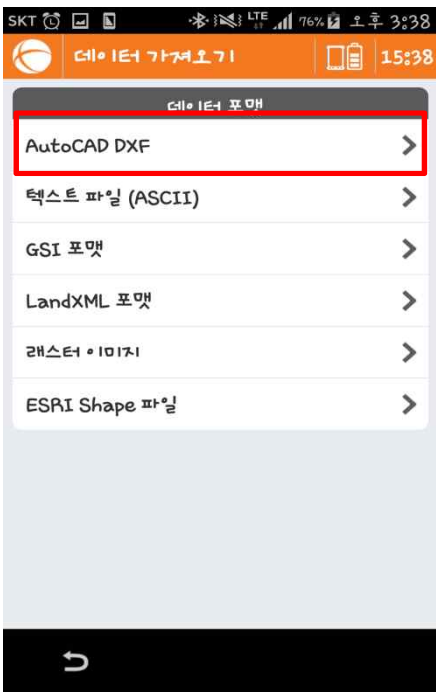 SKT LTE 76% 오후 3:38
데이터 가져오기 15:38
데이터 포맷
AutoCAD DXF
텍스트 파일 (ASCII)
GSI 포맷
LandXML 포맷
래스터 이미지
ESRI Shape 파일